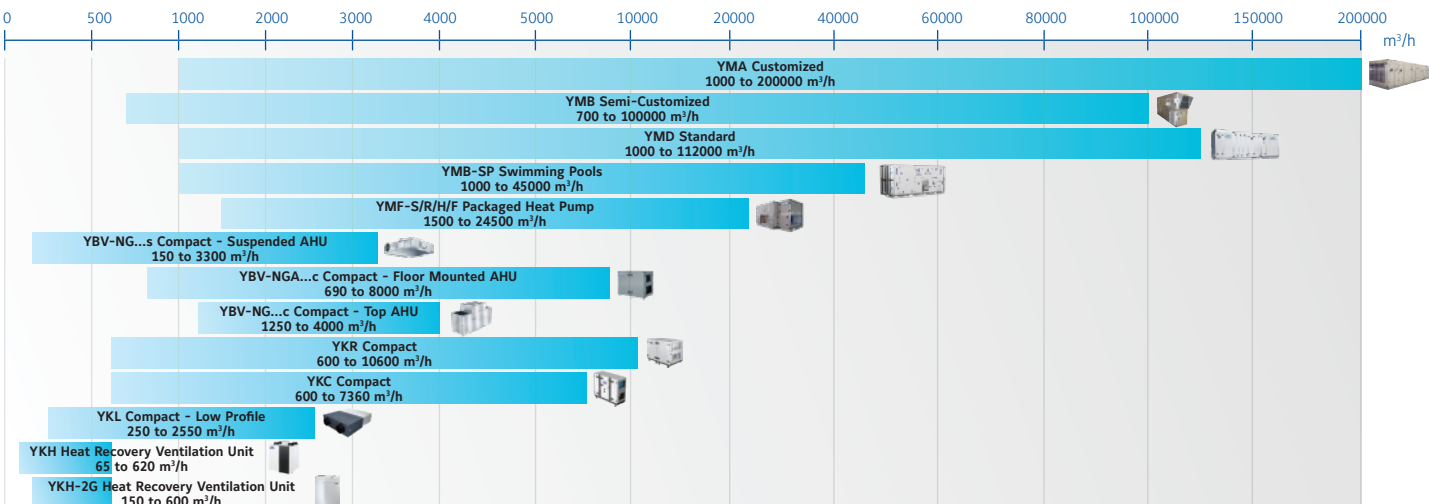 0 500 1000 2000 3000 4000 5000 10000 20000 40000 60000 80000 100000 150000 200000
m³/h
YMA Customized
1000 to 200000 m³/h
YMB Semi-Customized
700 to 100000 m³/h
YMD Standard
1000 to 112000 m³/h
YMB-SP Swimming Pools
1000 to 45000 m³/h
YMF-S/R/H/F Packaged Heat Pump
1500 to 24500 m³/h
YBV-NG...s Compact - Suspended AHU
150 to 3300 m³/h
YBV-NGA...c Compact - Floor Mounted AHU
690 to 8000 m³/h
YBV-NG...c Compact - Top AHU
1250 to 4000 m³/h
YKR Compact
600 to 10600 m³/h
YKC Compact
600 to 7360 m³/h
YKL Compact - Low Profile
250 to 2550 m³/h
YKH Heat Recovery Ventilation Unit
65 to 620 m³/h
YKH-2G Heat Recovery Ventilation Unit
150 to 600 m³/h